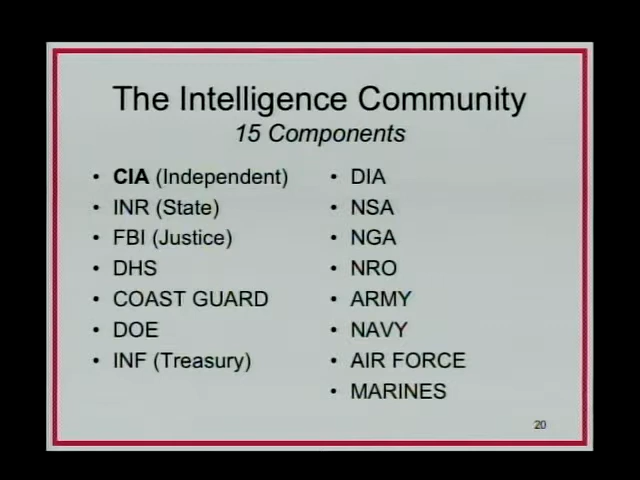 The Intelligence Community
15 Components
• CIA (Independent)
• INR (State)
• FBI (Justice)
• DHS
• COAST GUARD
• DOE
• INF (Treasury)
• DIA
• NSA
• NGA
• NRO
• ARMY
• NAVY
• AIR FORCE
• MARINES
20